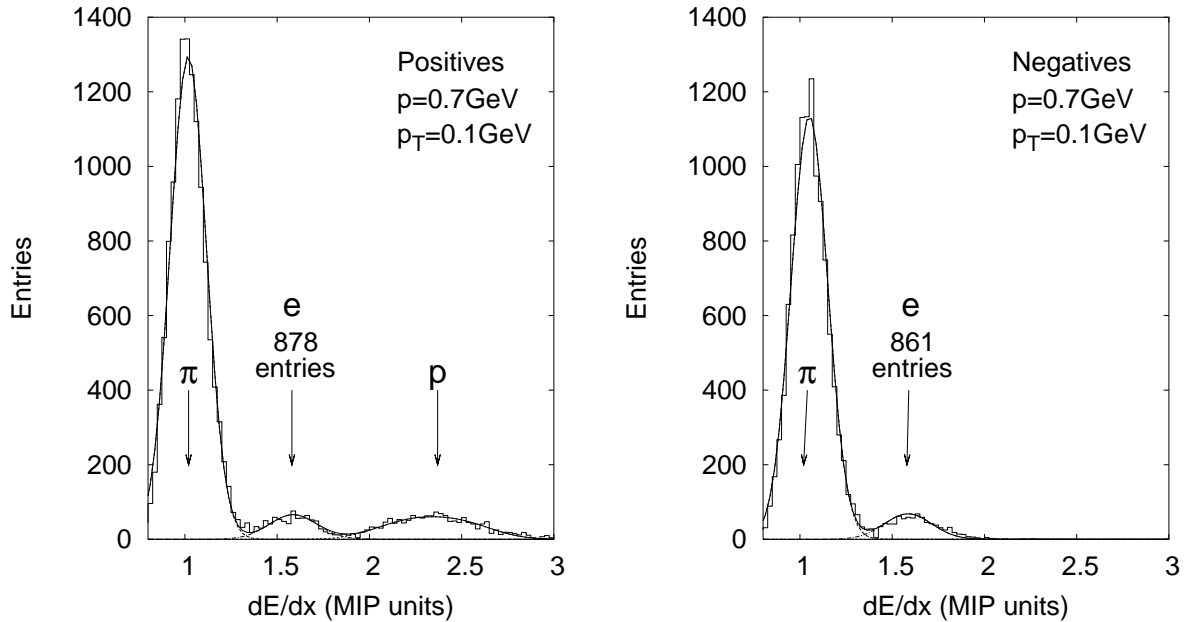 1400
1200
1000
800
600
400
200
0
Entries
1
1.5
2
2.5
3
dE/dx (MIP units)
Positives
p=0.7GeV
p_T=0.1GeV
π
e
878
entries
p
1400
1200
1000
800
600
400
200
0
Entries
1
1.5
2
2.5
3
dE/dx (MIP units)
Negatives
p=0.7GeV
p_T=0.1GeV
π
e
861
entries